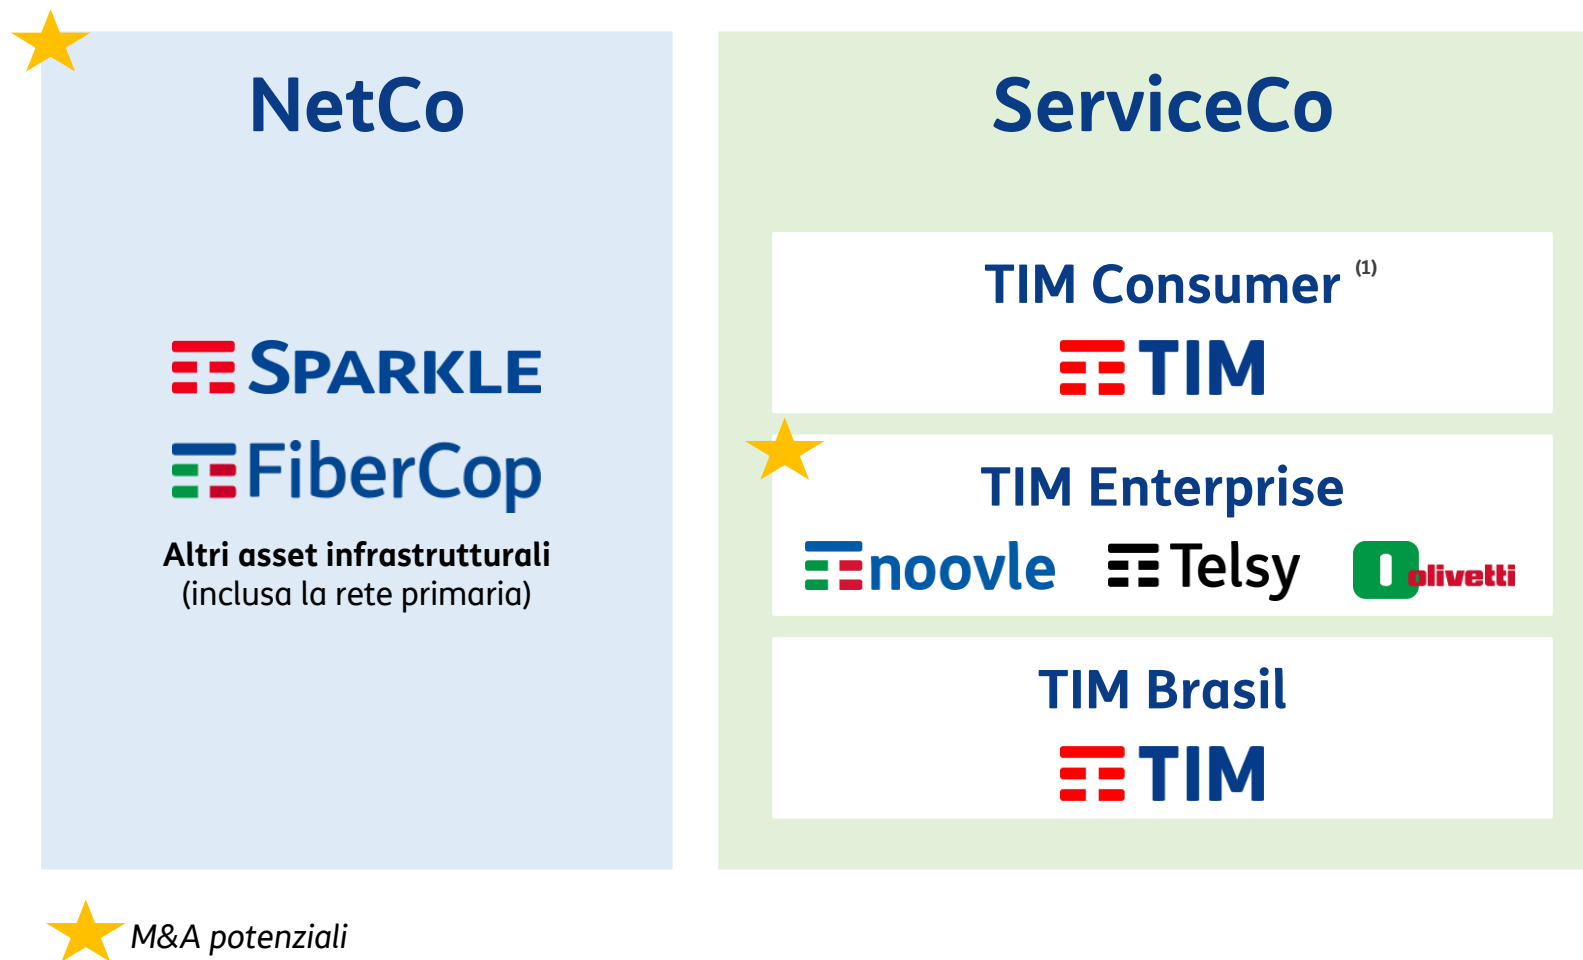 NetCo
SPARKLE
FiberCop
Altri asset infrastrutturali
(inclusa la rete primaria)
ServiceCo
TIM Consumer (1)
TIM
TIM Enterprise
noovle Telsy olivetti
TIM Brasil
TIM
M&A potenziali